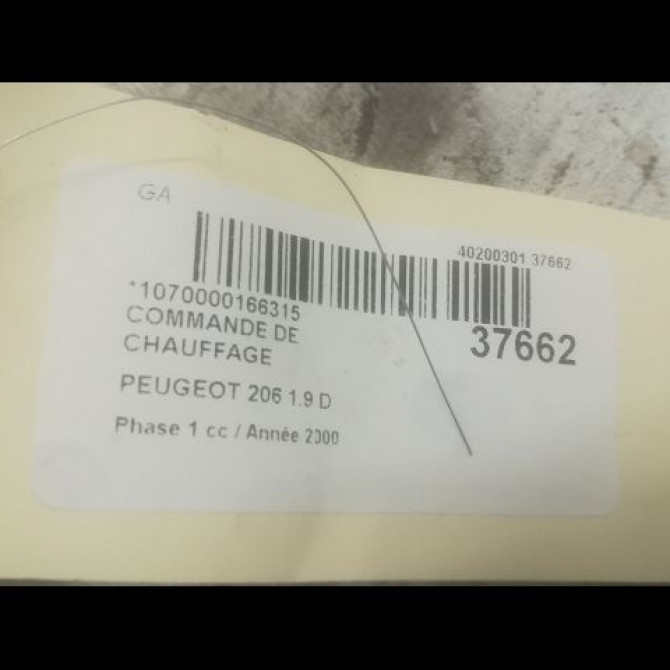 GA
40200301 37662
*1070000166315
37662
COMMANDE DE
CHAUFFAGE
PEUGEOT 206 1.9 D
Phase 1 cc / Année 2000